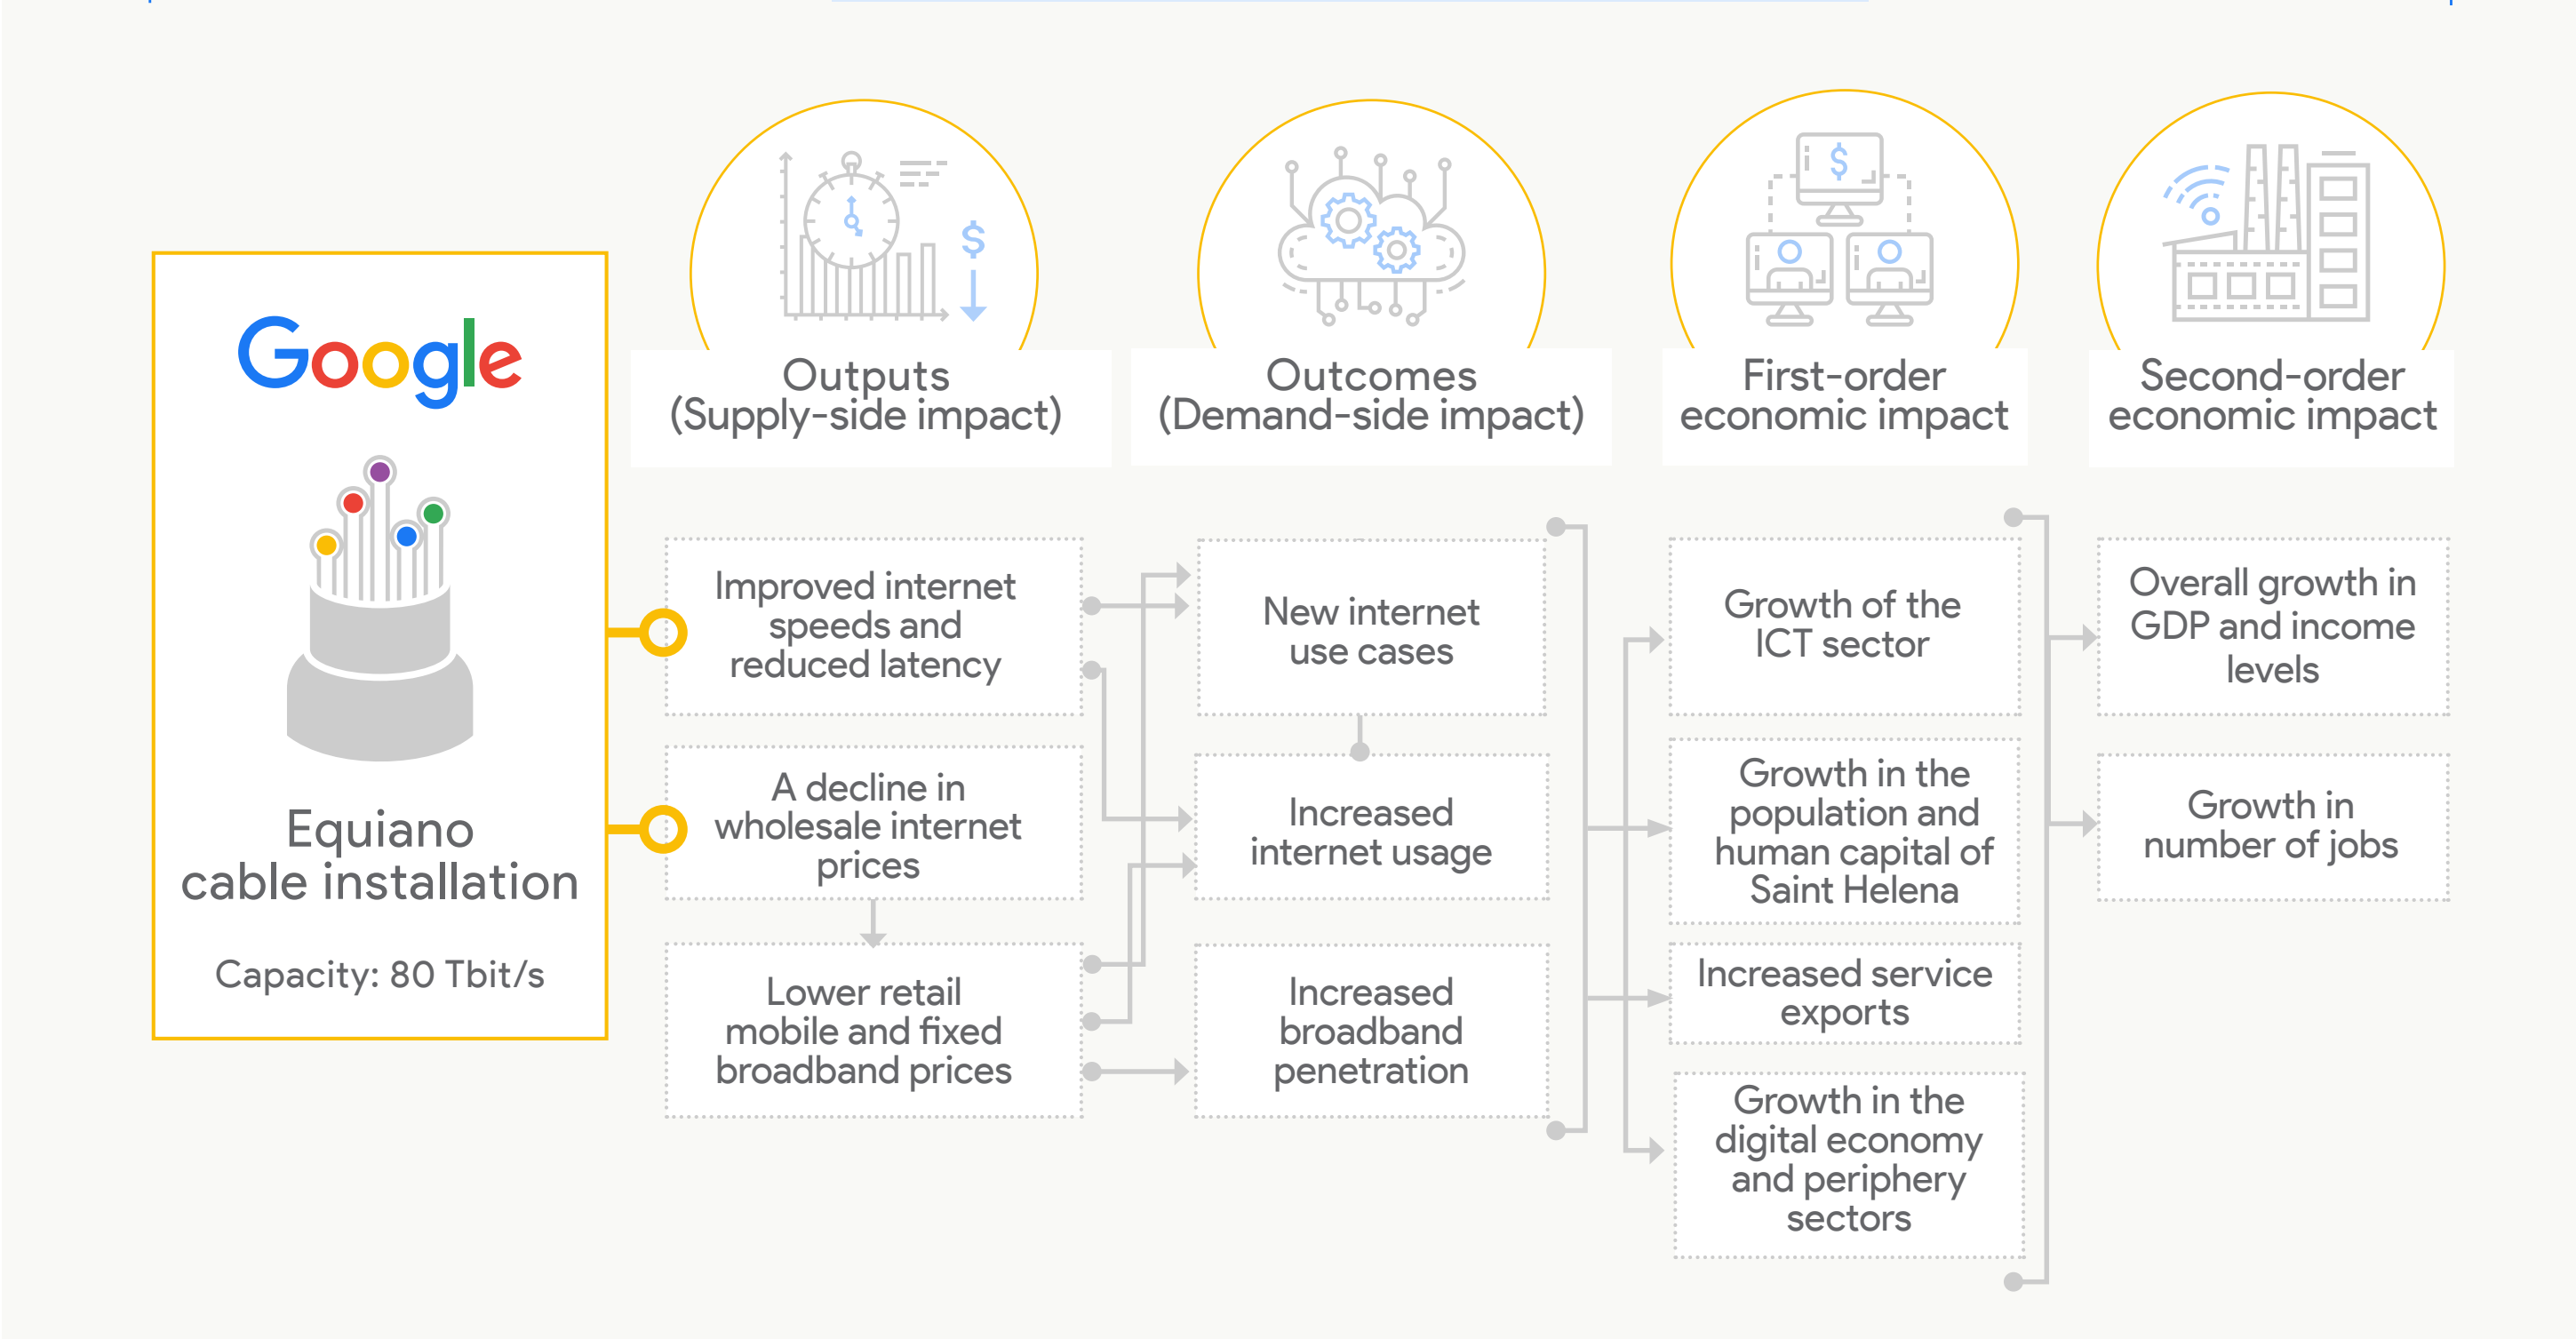 Google
Equiano
cable installation
Capacity: 80 Tbit/s
Outputs
(Supply-side impact)
Improved internet
speeds and
reduced latency
A decline in
wholesale internet
prices
Lower retail
mobile and fixed
broadband prices
Outcomes
(Demand-side impact)
New internet
use cases
Increased
internet usage
Increased
broadband
penetration
First-order
economic impact
Growth of the
ICT sector
Growth in the
population and
human capital of
Saint Helena
Increased service
exports
Growth in the
digital economy
and periphery
sectors
Second-order
economic impact
Overall growth in
GDP and income
levels
Growth in
number of jobs